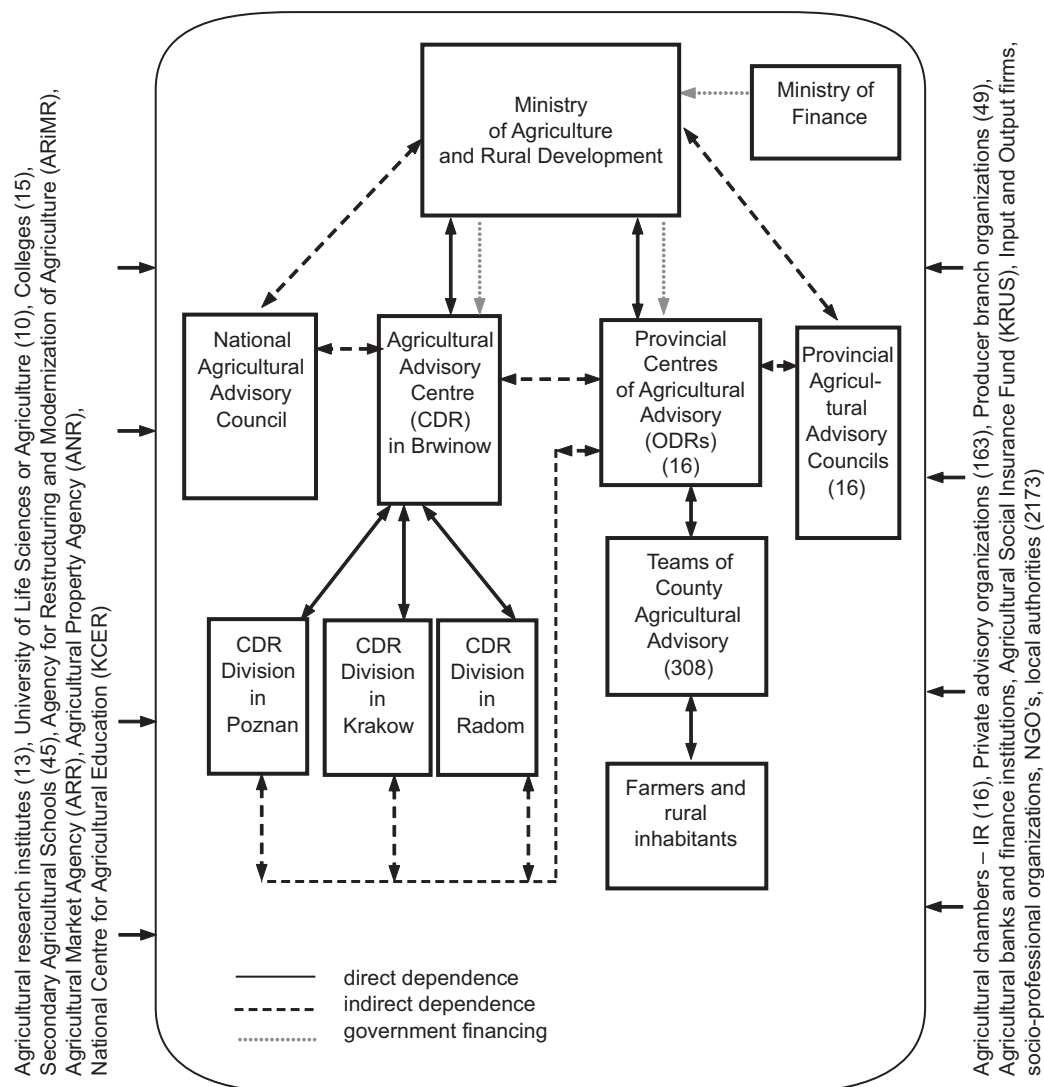 Agricultural research institutes (13), University of Life Sciences or Agriculture (10), Colleges (15),
Secondary Agricultural Schools (45), Agency for Restructuring and Modernization of Agriculture (ARiMR),
Agricultural Market Agency (ARR), Agricultural Property Agency (ANR),
National Centre for Agricultural Education (KCER)
Ministry
of Agriculture
and Rural Development
Ministry of
Finance
National
Agricultural
Advisory
Council
Agricultural
Advisory
Centre
(CDR)
in Brwinow
Provincial
Centres
of Agricultural
Advisory
(ODRs)
(16)
Provincial
Agricul-
tural
Advisory
Councils
(16)
Teams of
County
Agricultural
Advisory
(308)
CDR
Division in
Poznan
CDR
Division in
Krakow
CDR
Division in
Radom
Farmers and
rural
inhabitants
direct dependence
indirect dependence
government financing
Agricultural chambers – IR (16), Private advisory organizations (163), Producer branch organizations (49),
Agricultural banks and finance institutions, Agricultural Social Insurance Fund (KRUS), Input and Output firms,
socio-professional organizations, NGO's, local authorities (2173)